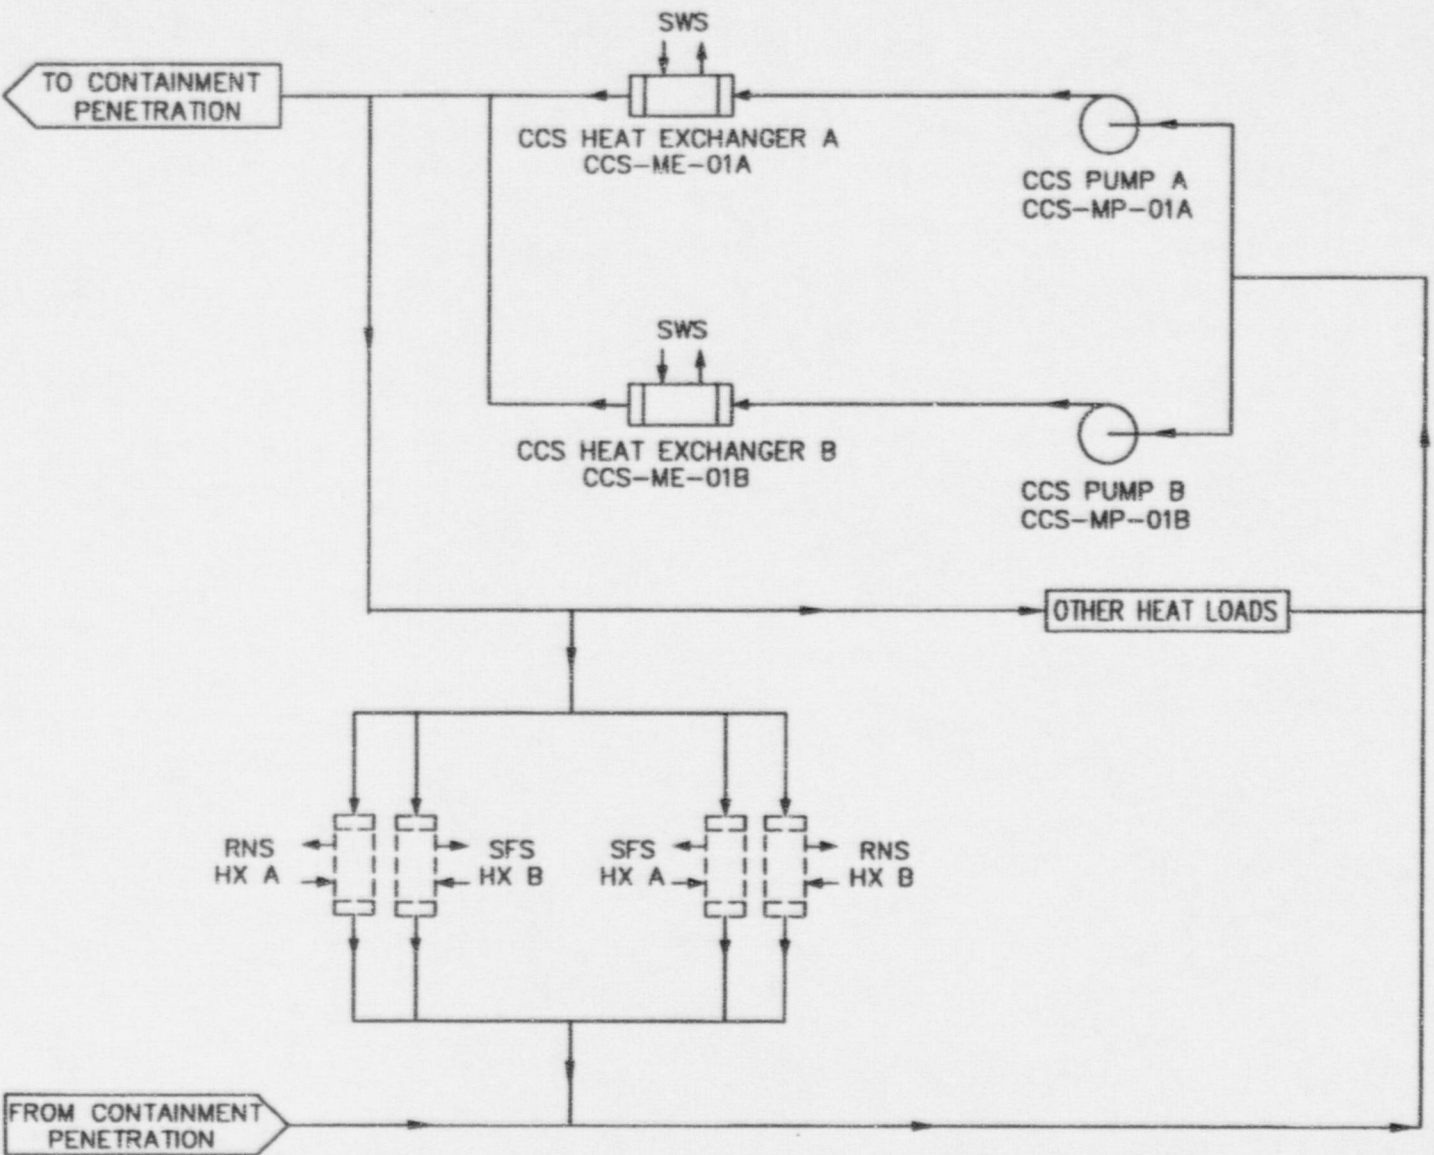 SWS
TO CONTAINMENT
PENETRATION
CCS HEAT EXCHANGER A
CCS-ME-01A
CCS PUMP A
CCS-MP-01A
SWS
CCS HEAT EXCHANGER B
CCS-ME-01B
CCS PUMP B
CCS-MP-01B
OTHER HEAT LOADS
RNS
HX A
SFS
HX B
SFS
HX A
RNS
HX B
FROM CONTAINMENT
PENETRATION